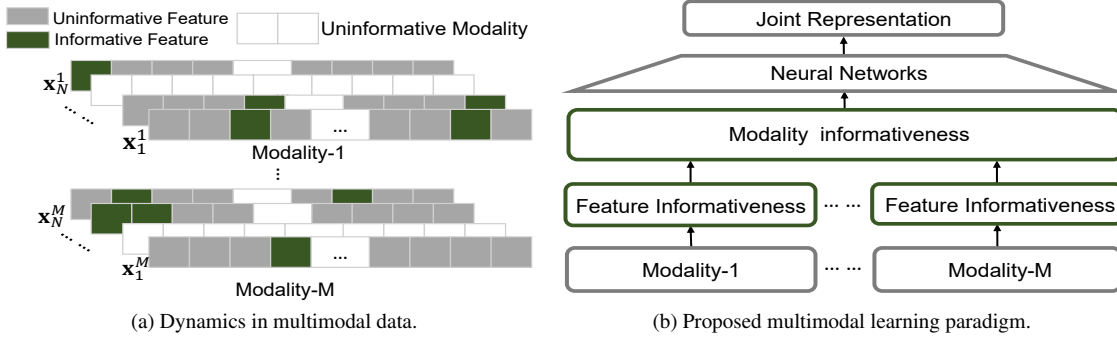 Uninformative Feature
Informative Feature
Uninformative Modality
x_N^1
... ...
x_1^1
...
Modality-1
...
x_N^M
... ...
x_1^M
...
Modality-M
(a) Dynamics in multimodal data.
Joint Representation
Neural Networks
Modality informativeness
Feature Informativeness ... ... Feature Informativeness
Modality-1 ... ... Modality-M
(b) Proposed multimodal learning paradigm.